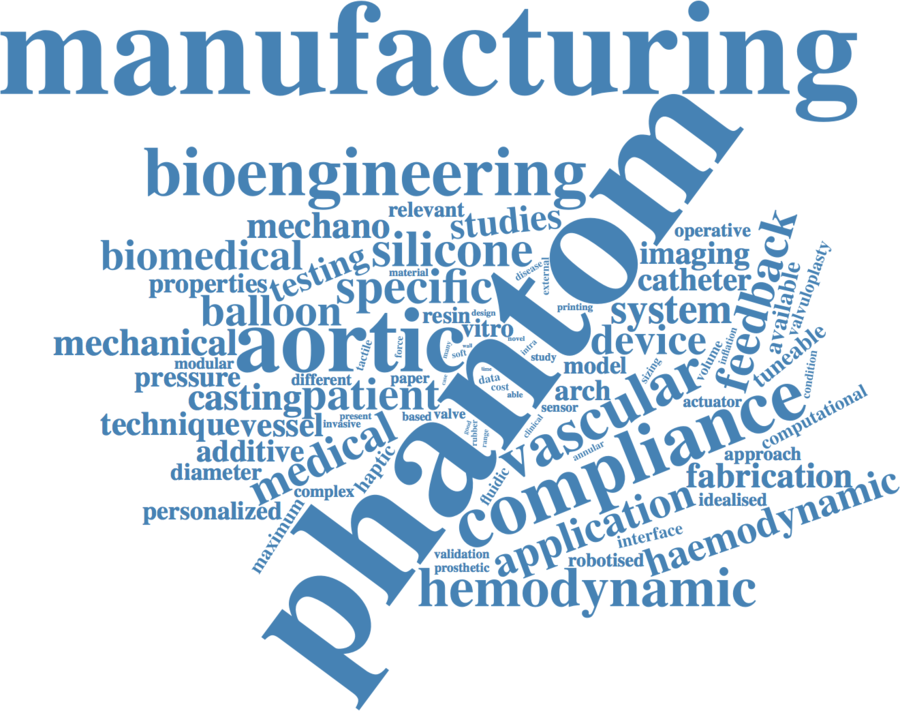 manufacturing
phantom
bioengineering
relevant
mechano
studies
operative
biomedical
silicone
imaging
feedback
testing
material
disease
external
properties
specific
catheter
available
valvuloplasty
balloon
resin
design
printing
system
aortic
vitro
novel
device
mechanical
tactile
force
many
soft
wall
intra
study
inflation
volume
tuneable
modular
model
sizing
condition
pressure
different
paper
time
data
cost
able
arch
casting
patient
sensor
actuator
vascular
technique
vessel
present
invasive
based
valve
good
rubber
range
clinical
compliance
computational
additive
medical
annular
approach
diameter
haptic
fluidic
fabrication
complex
personalized
maximum
application
idealised
interface
haemodynamic
validation
prosthetic
robotised
hemodynamic